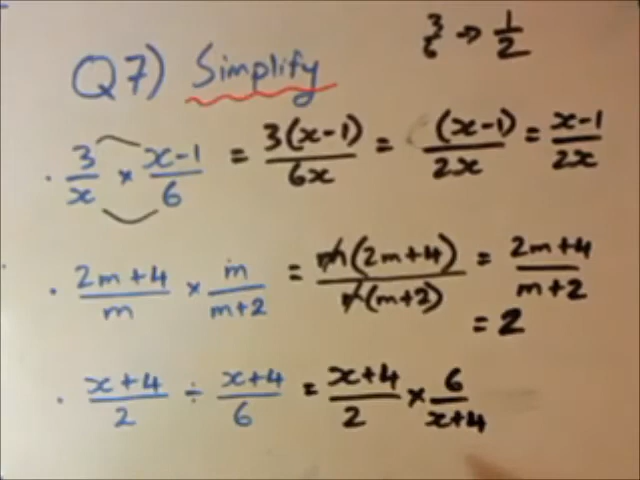 3/6 → 1/2
Q7) Simplify
· 3/x × x-1/6 = 3(x-1)/6x = (x-1)/2x = x-1/2x
· 2m+4/m × m/m+2 = m(2m+4)/m(m+2) = 2m+4/m+2
= 2
· x+4/2 ÷ x+4/6 = x+4/2 × 6/x+4